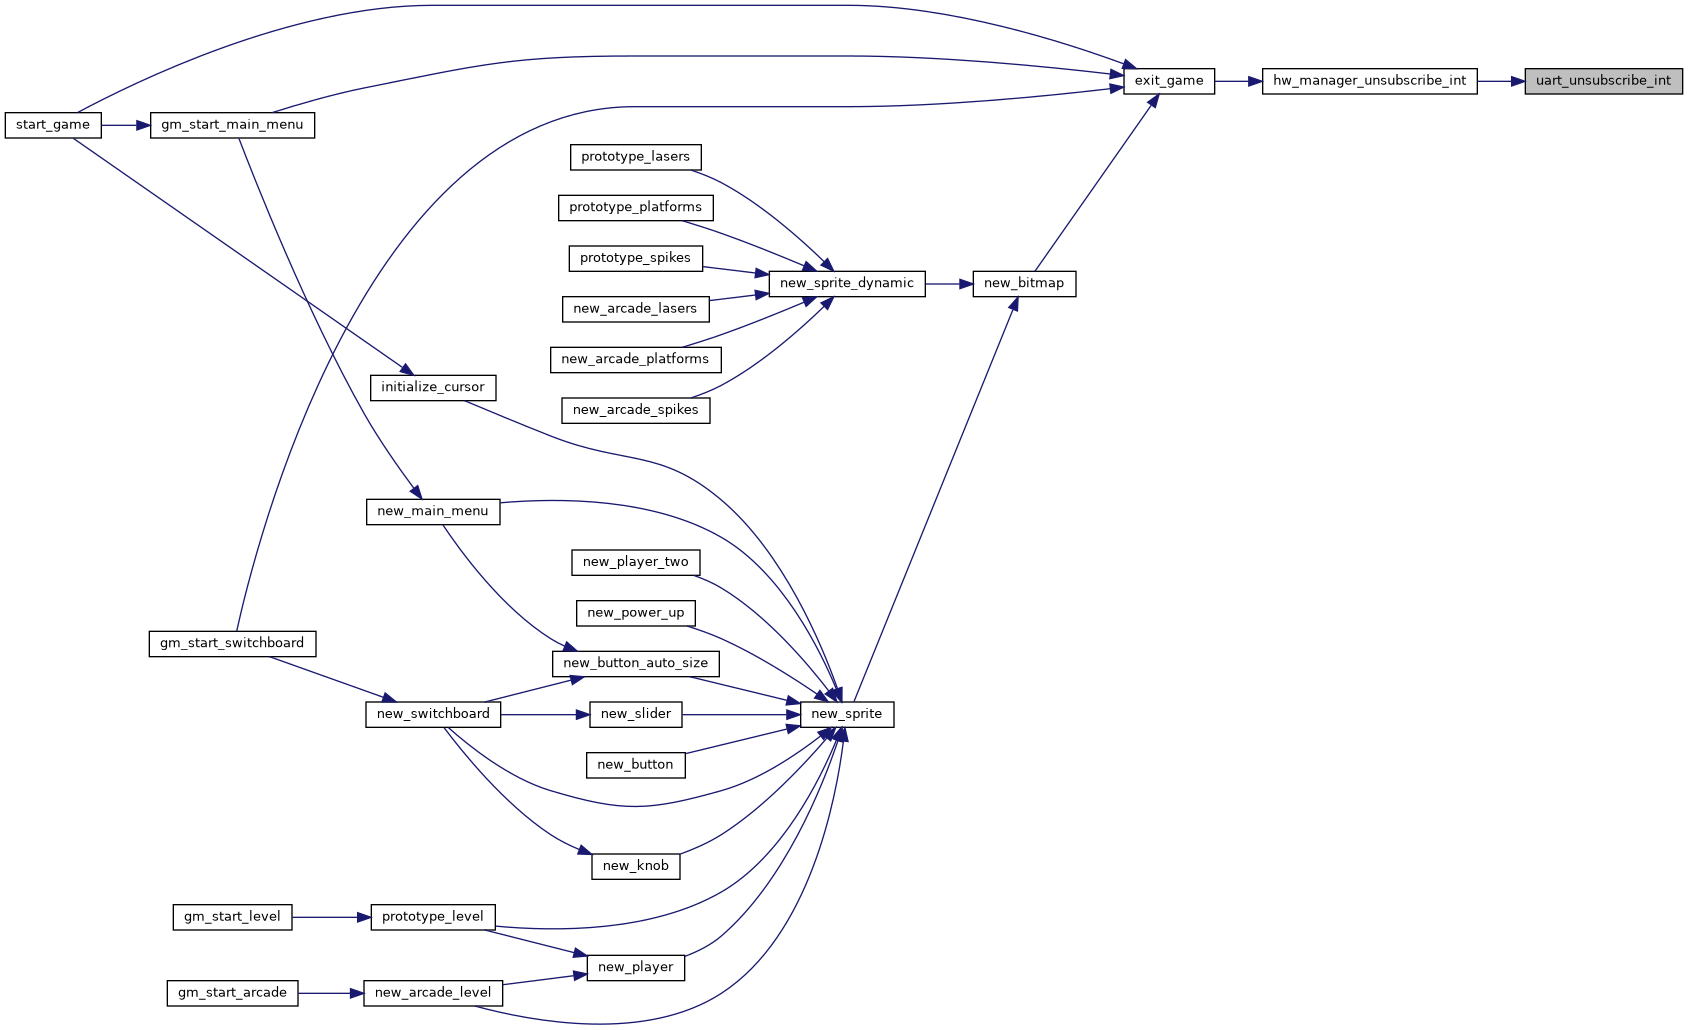 exit_game
hw_manager_unsubscribe_int
uart_unsubscribe_int
start_game
gm_start_main_menu
prototype_lasers
prototype_platforms
prototype_spikes
new_sprite_dynamic
new_bitmap
new_arcade_lasers
new_arcade_platforms
initialize_cursor
new_arcade_spikes
new_main_menu
new_player_two
new_power_up
gm_start_switchboard
new_button_auto_size
new_switchboard
new_slider
new_sprite
new_button
new_knob
gm_start_level
prototype_level
new_player
gm_start_arcade
new_arcade_level